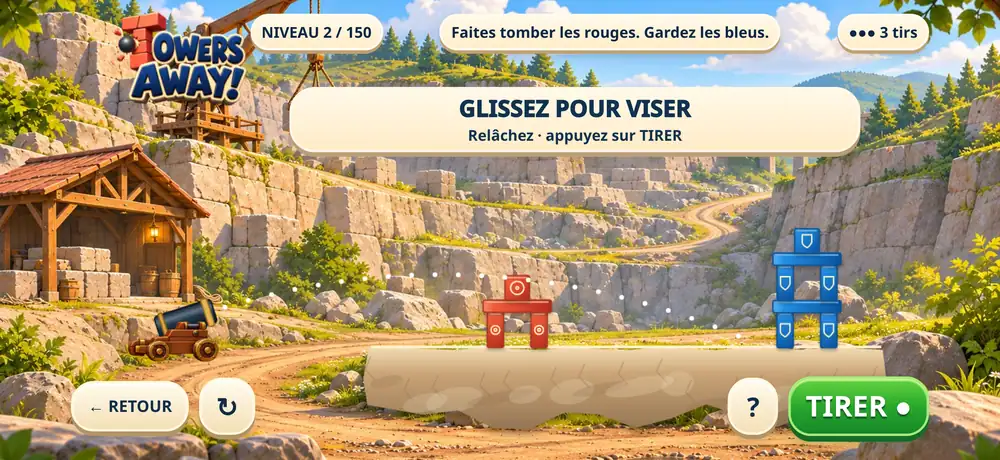 TOWERS
AWAY!
NIVEAU 2 / 150
Faites tomber les rouges. Gardez les bleus.
3 tirs
GLISSEZ POUR VISER
Relâchez · appuyez sur TIRER
← RETOUR
↻
?
TIRER